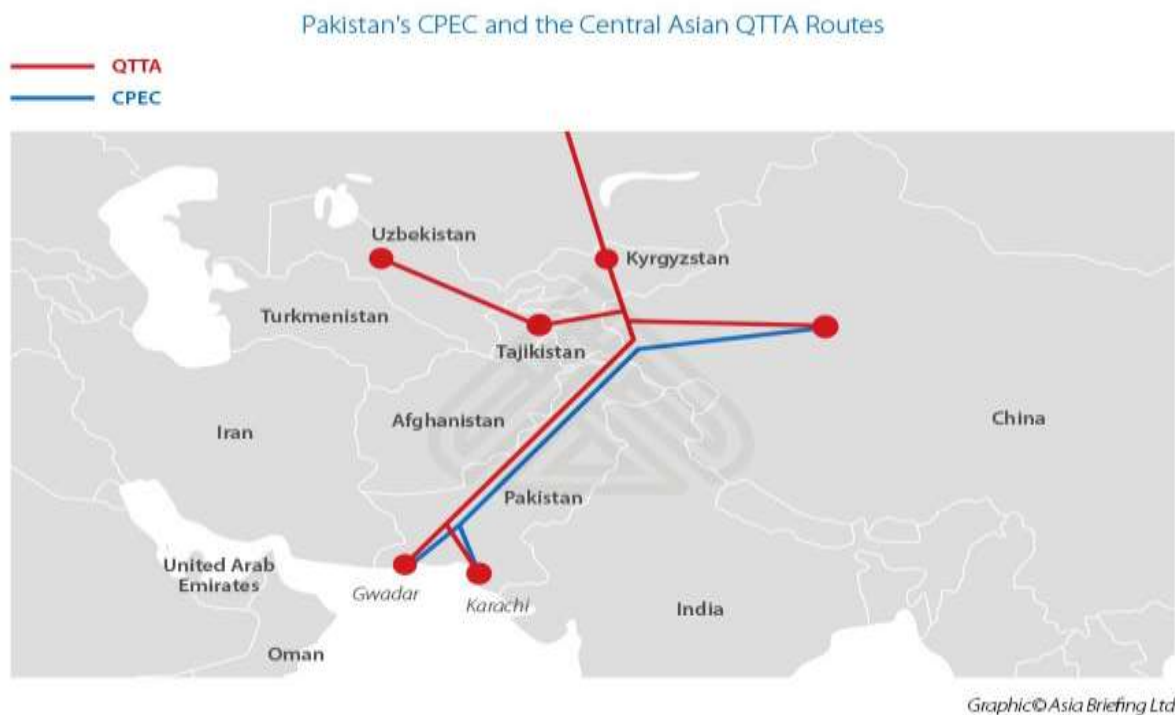 Pakistan's CPEC and the Central Asian QTTA Routes
QTTA
CPEC
Uzbekistan
Kyrgyzstan
Turkmenistan
Tajikistan
Iran
Afghanistan
China
Pakistan
United Arab
Emirates
Gwadar
Karachi
India
Oman
Graphic© Asia Briefing Ltd